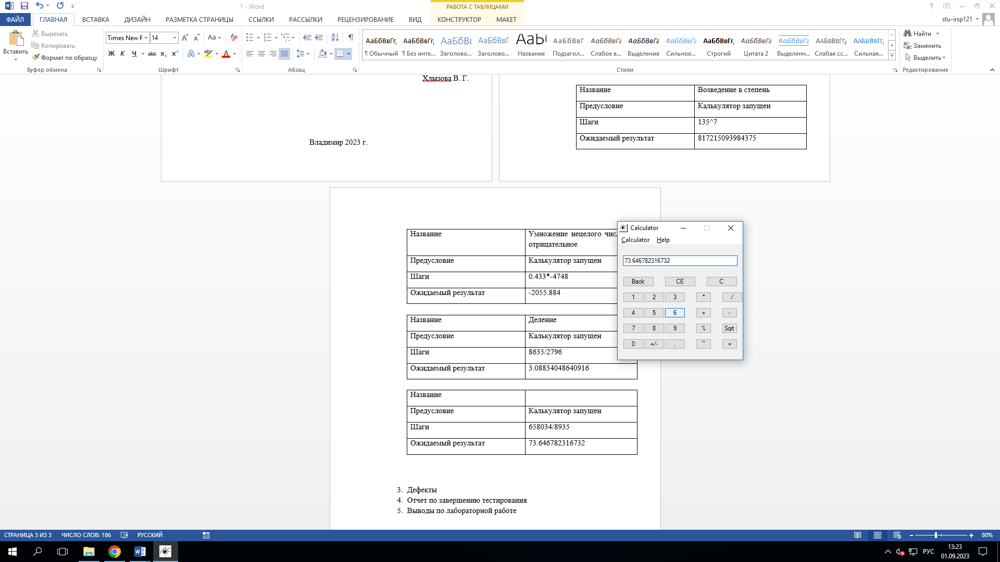 1 - Word
РАБОТА С ТАБЛИЦАМИ
ФАЙЛ ГЛАВНАЯ ВСТАВКА ДИЗАЙН РАЗМЕТКА СТРАНИЦЫ ССЫЛКИ РАССЫЛКИ РЕЦЕНЗИРОВАНИЕ ВИД КОНСТРУКТОР МАКЕТ stu-irsp121
Вставить
Вырезать
Копировать
Формат по образцу
Буфер обмена
Times New R 14
Aa
Ж К Ч abc x₂ x²
Шрифт
Абзац
АаБбВвГг, АаБбВвГг, АаБбВв АаБбВвГ АаЬ АаБбВвГ АаБбВвГг АаБбВвГг АаБбВвГг АаБбВвГг, АаБбВвГг АаБбВвГг ААББВВГГ, ААББВВГГ,
¶ Обычный ¶ Без инте... Заголово... Заголово... Название Подзагол... Слабое в... Выделение Сильное... Строгий Цитата 2 Выделенн... Слабая сс... Сильная...
Стили
Найти
Заменить
Выделить
Редактирование
Хлызова В. Г.
Владимир 2023 г.
Название Возведение в степень
Предусловие Калькулятор запущен
Шаги 135^7
Ожидаемый результат 817215093984375
Название Умножение нецелого чис
отрицательное
Предусловие Калькулятор запущен
Шаги 0.433*-4748
Ожидаемый результат -2055.884
Название Деление
Предусловие Калькулятор запущен
Шаги 8635/2796
Ожидаемый результат 3.08834048640916
Название
Предусловие Калькулятор запущен
Шаги 658034/8935
Ожидаемый результат 73.646782316732
3. Дефекты
4. Отчет по завершению тестирования
5. Выводы по лабораторной работе
Calculator
Calculator Help
73.646782316732
Back CE C
1 2 3 * /
4 5 6 + -
7 8 9 % Sqrt
0 +/- , ^ =
СТРАНИЦА 3 ИЗ 3 ЧИСЛО СЛОВ: 186 РУССКИЙ 80%
РУС
13:23
01.09.2023